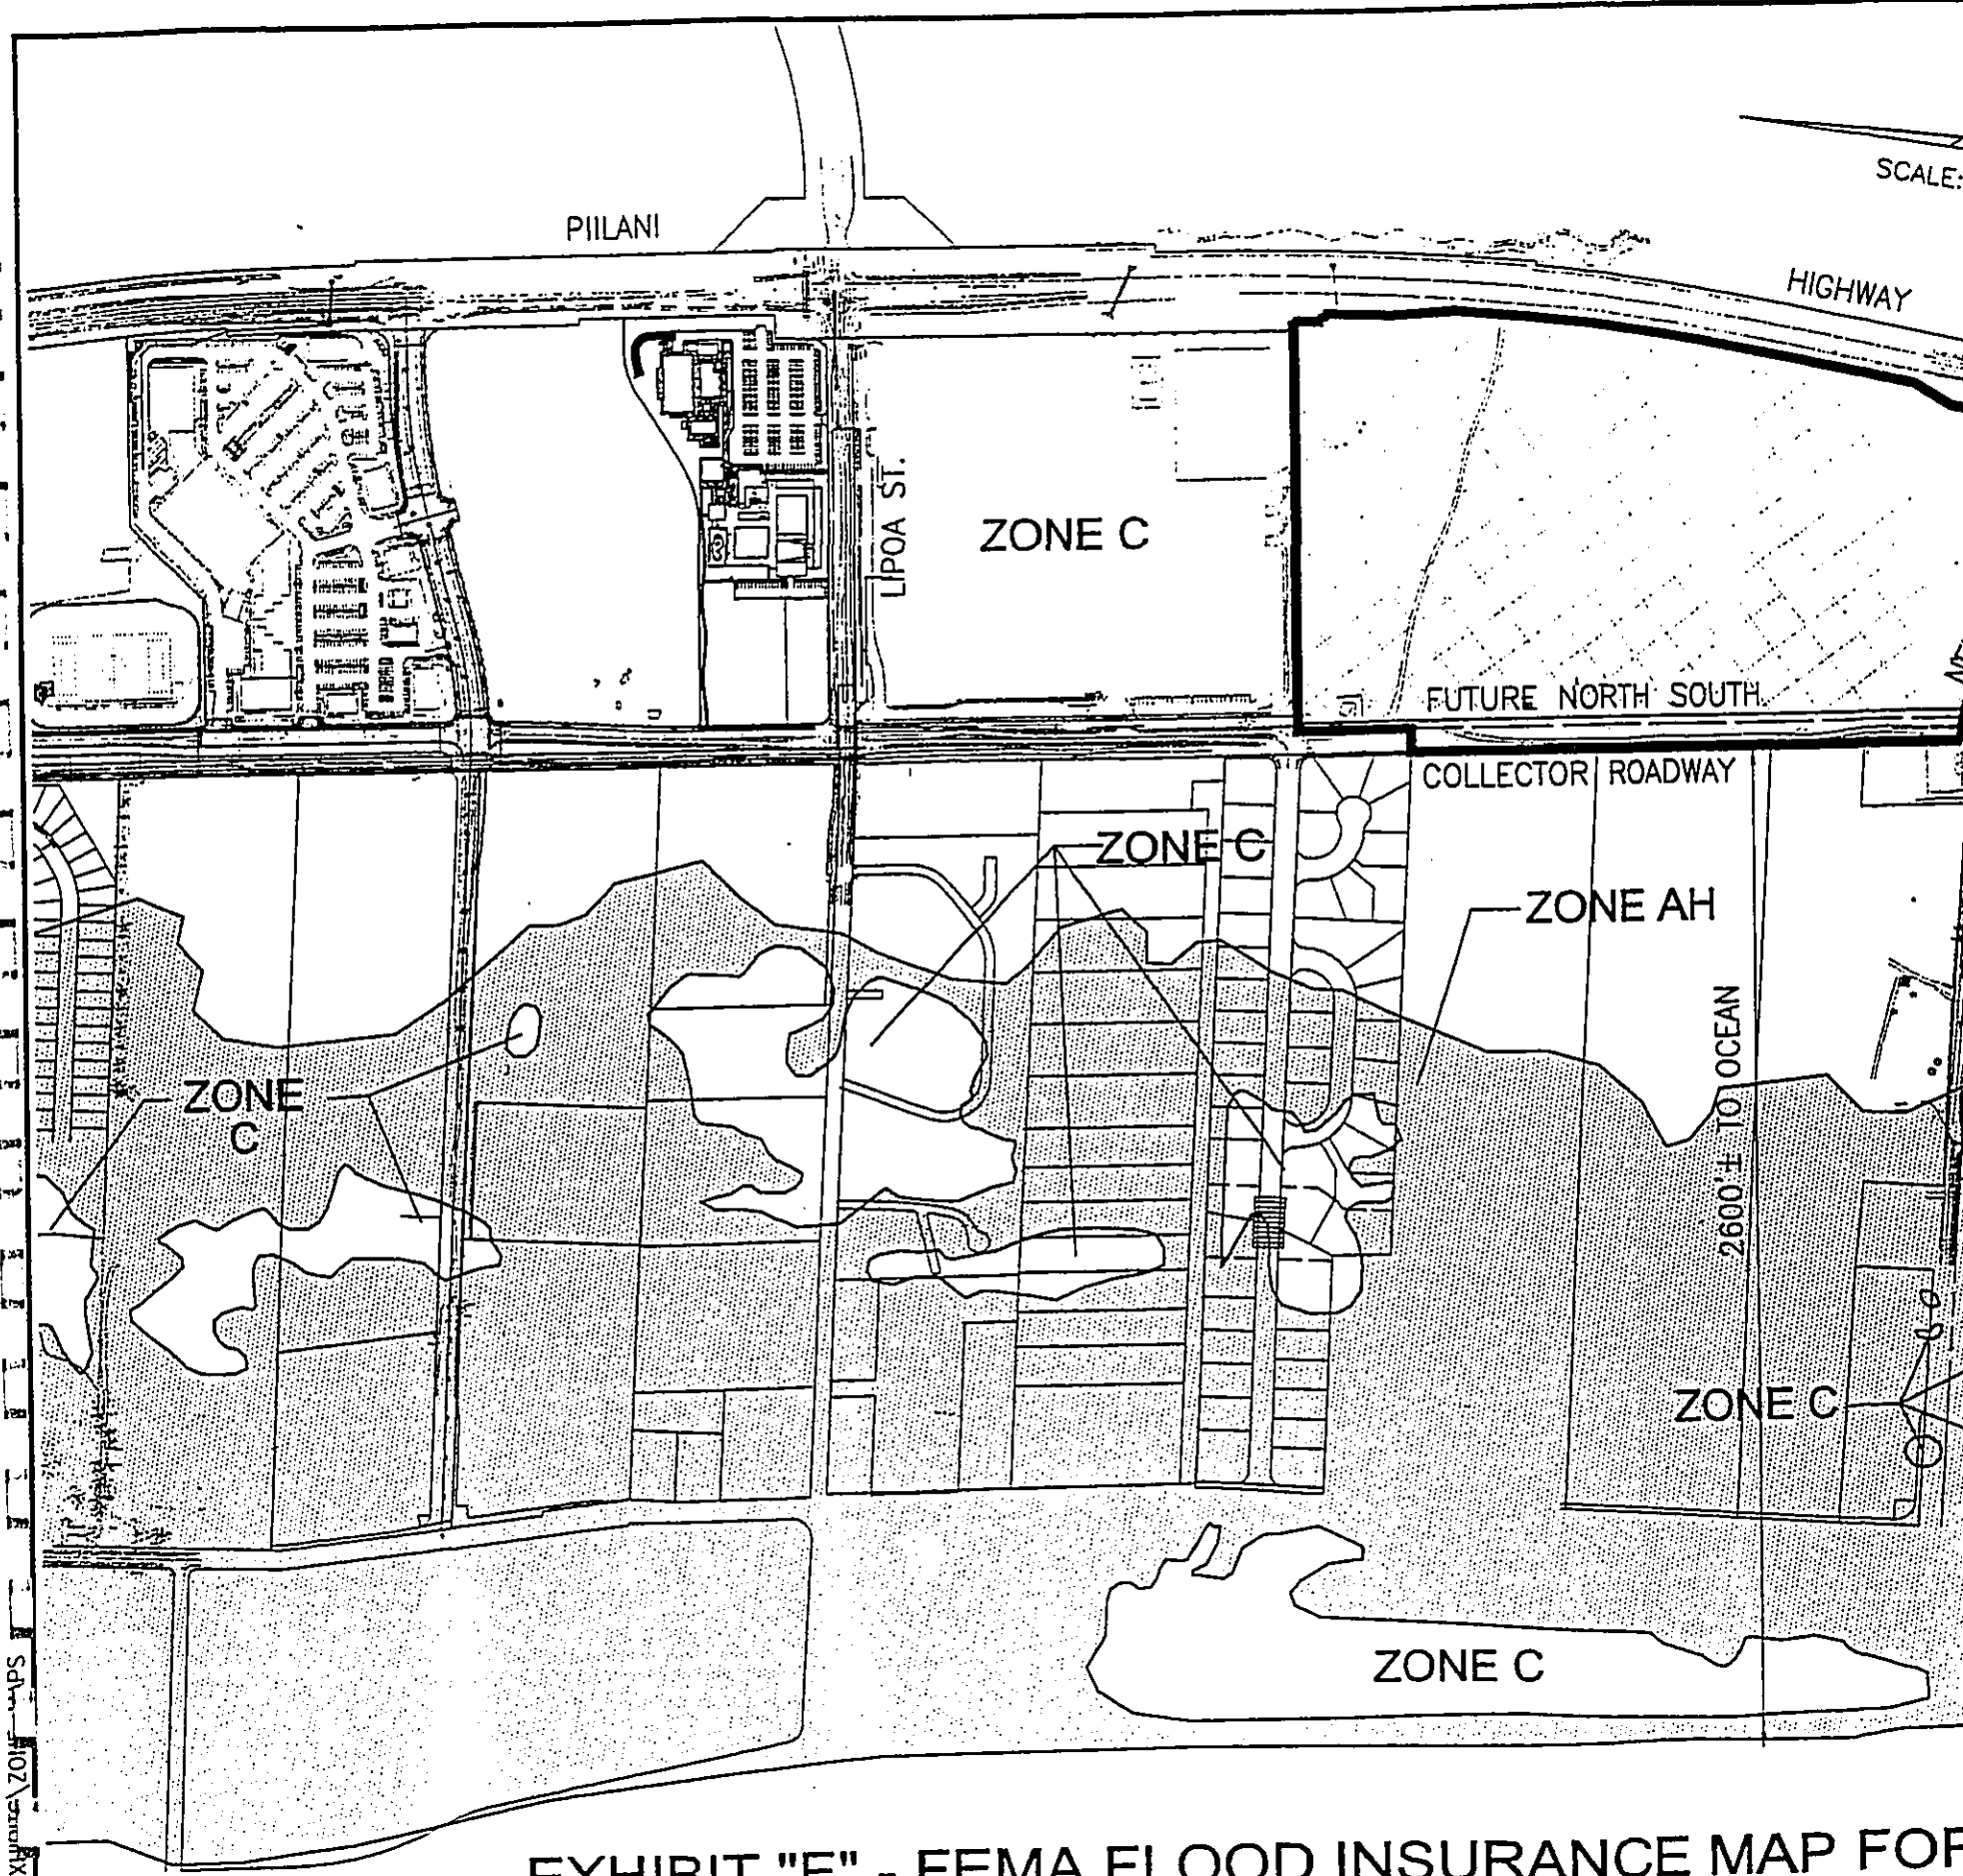 SCALE:
PIILANI
HIGHWAY
LIPOA ST.
ZONE C
FUTURE NORTH SOUTH
COLLECTOR ROADWAY
ZONE C
ZONE AH
2600'± TO OCEAN
ZONE
C
ZONE C
ZONE C
EXHIBIT "E" - FEMA FLOOD INSURANCE MAP FOR